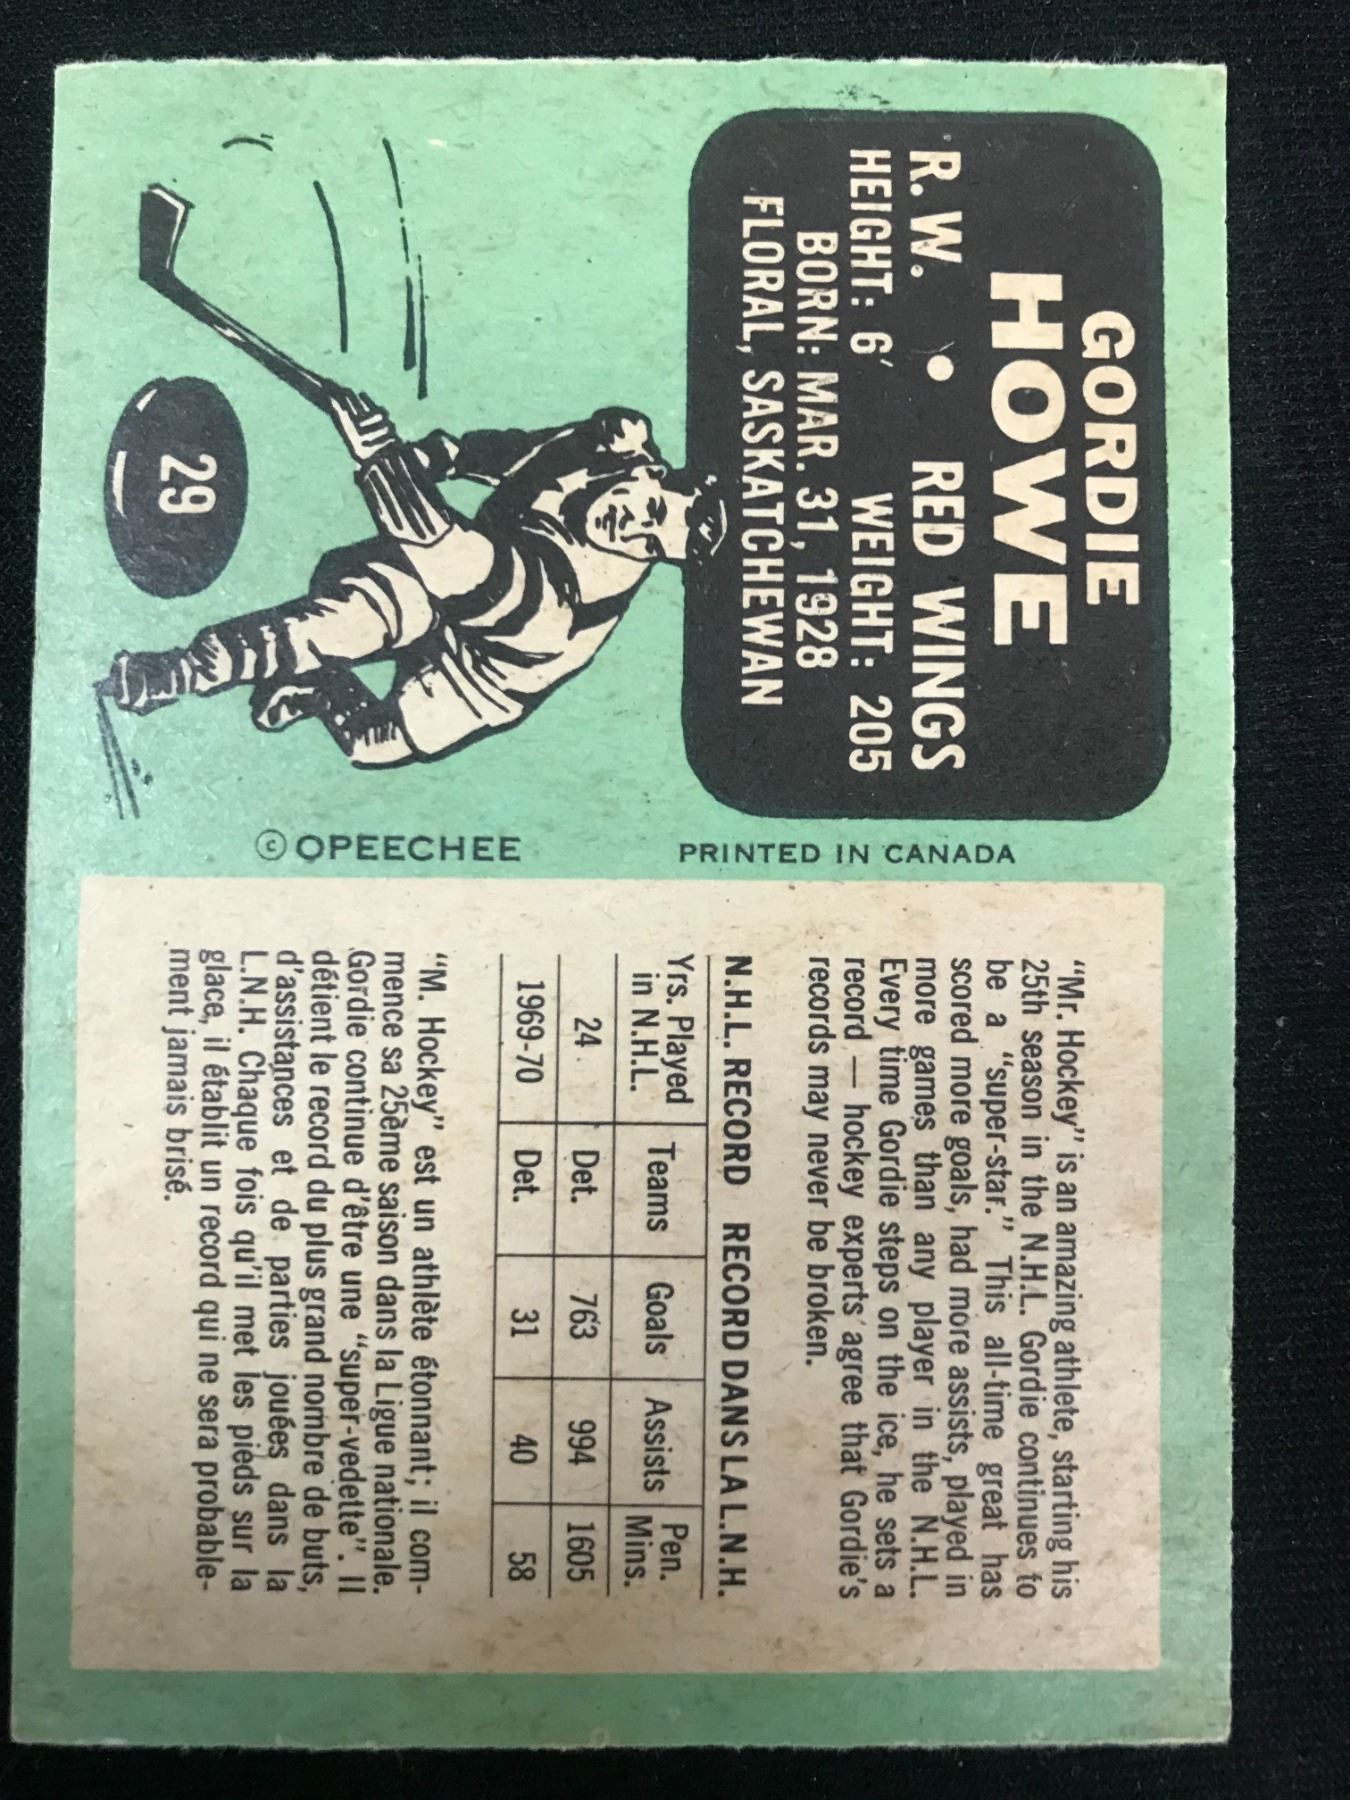 GORDIE
HOWE
R.W. • RED WINGS
HEIGHT: 6′ WEIGHT: 205
BORN: MAR. 31, 1928
FLORAL, SASKATCHEWAN
29
PRINTED IN CANADA
© OPEECHEE
"Mr. Hockey" is an amazing athlete, starting his
25th season in the N.H.L. Gordie continues to
be a "super-star." This all-time great has
scored more goals, had more assists, played in
more games than any player in the N.H.L.
Every time Gordie steps on the ice, he sets a
record — hockey experts agree that Gordie's
records may never be broken.
N.H.L. RECORD RECORD DANS LA L.N.H.
Yrs. Played in N.H.L. Teams Goals Assists Pen. Mins.
24 Det. 763 994 1605
1969-70 Det. 31 40 58
"M. Hockey" est un athlète étonnant; il com-
mence sa 25ème saison dans la Ligue nationale.
Gordie continue d'être une "super-vedette". Il
détient le record du plus grand nombre de buts,
d'assistances et de parties jouées dans la
L.N.H. Chaque fois qu'il met les pieds sur la
glace, il établit un record qui ne sera probable-
ment jamais brisé.